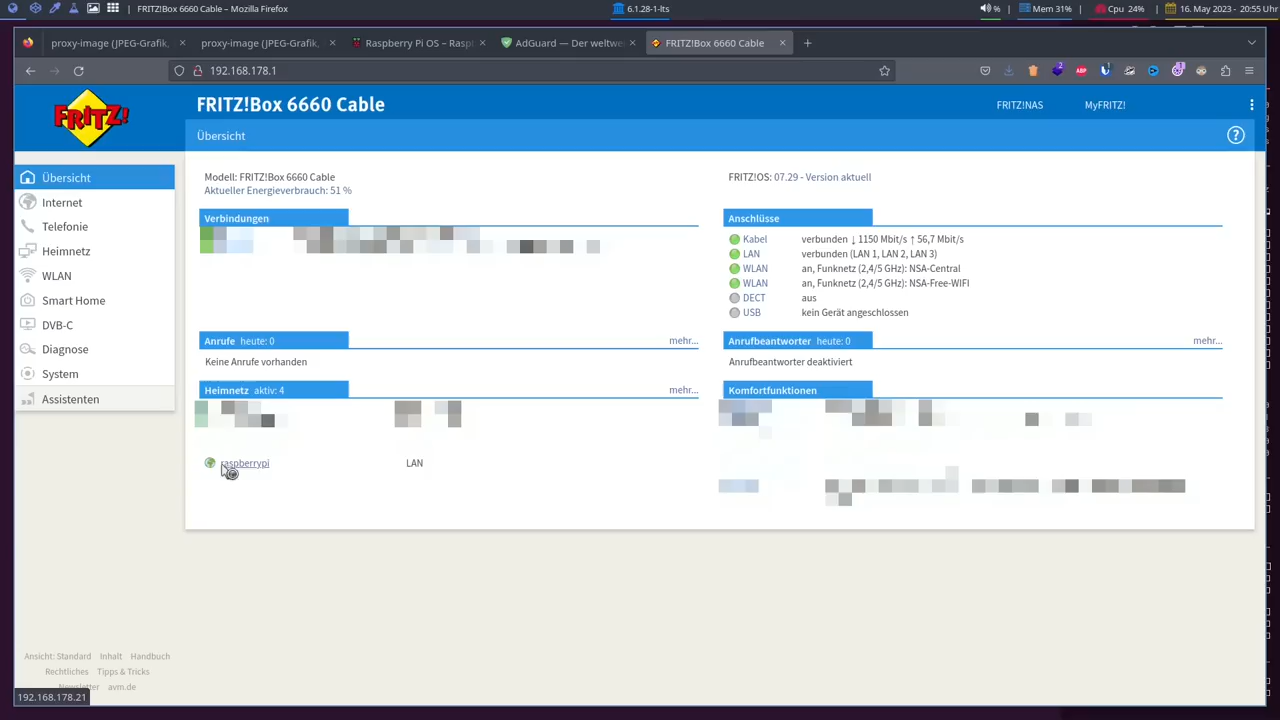 FRITZ!Box 6660 Cable – Mozilla Firefox
6.1.28-1-lts
%
Mem 31%
Cpu 24%
16. May 2023 - 20:55 Uhr
proxy-image (JPEG-Grafik,
proxy-image (JPEG-Grafik,
Raspberry Pi OS – Rasp
AdGuard — Der weltwe
FRITZ!Box 6660 Cable
192.168.178.1
2
ABP
1
1
FRITZ!
FRITZ!Box 6660 Cable
FRITZ!NAS
MyFRITZ!
Übersicht
Übersicht
Internet
Telefonie
Heimnetz
WLAN
Smart Home
DVB-C
Diagnose
System
Assistenten
Modell: FRITZ!Box 6660 Cable
Aktueller Energieverbrauch: 51 %
FRITZ!OS: 07.29 - Version aktuell
Verbindungen
Anschlüsse
Kabel verbunden ↓ 1150 Mbit/s ↑ 56,7 Mbit/s
LAN verbunden (LAN 1, LAN 2, LAN 3)
WLAN an, Funknetz (2,4/5 GHz): NSA-Central
WLAN an, Funknetz (2,4/5 GHz): NSA-Free-WIFI
DECT aus
USB kein Gerät angeschlossen
Anrufe heute: 0 mehr...
Keine Anrufe vorhanden
Anrufbeantworter heute: 0 mehr...
Anrufbeantworter deaktiviert
Heimnetz aktiv: 4 mehr...
raspberrypi LAN
Komfortfunktionen
Ansicht: Standard Inhalt Handbuch
Rechtliches Tipps & Tricks
Newsletter avm.de
192.168.178.21